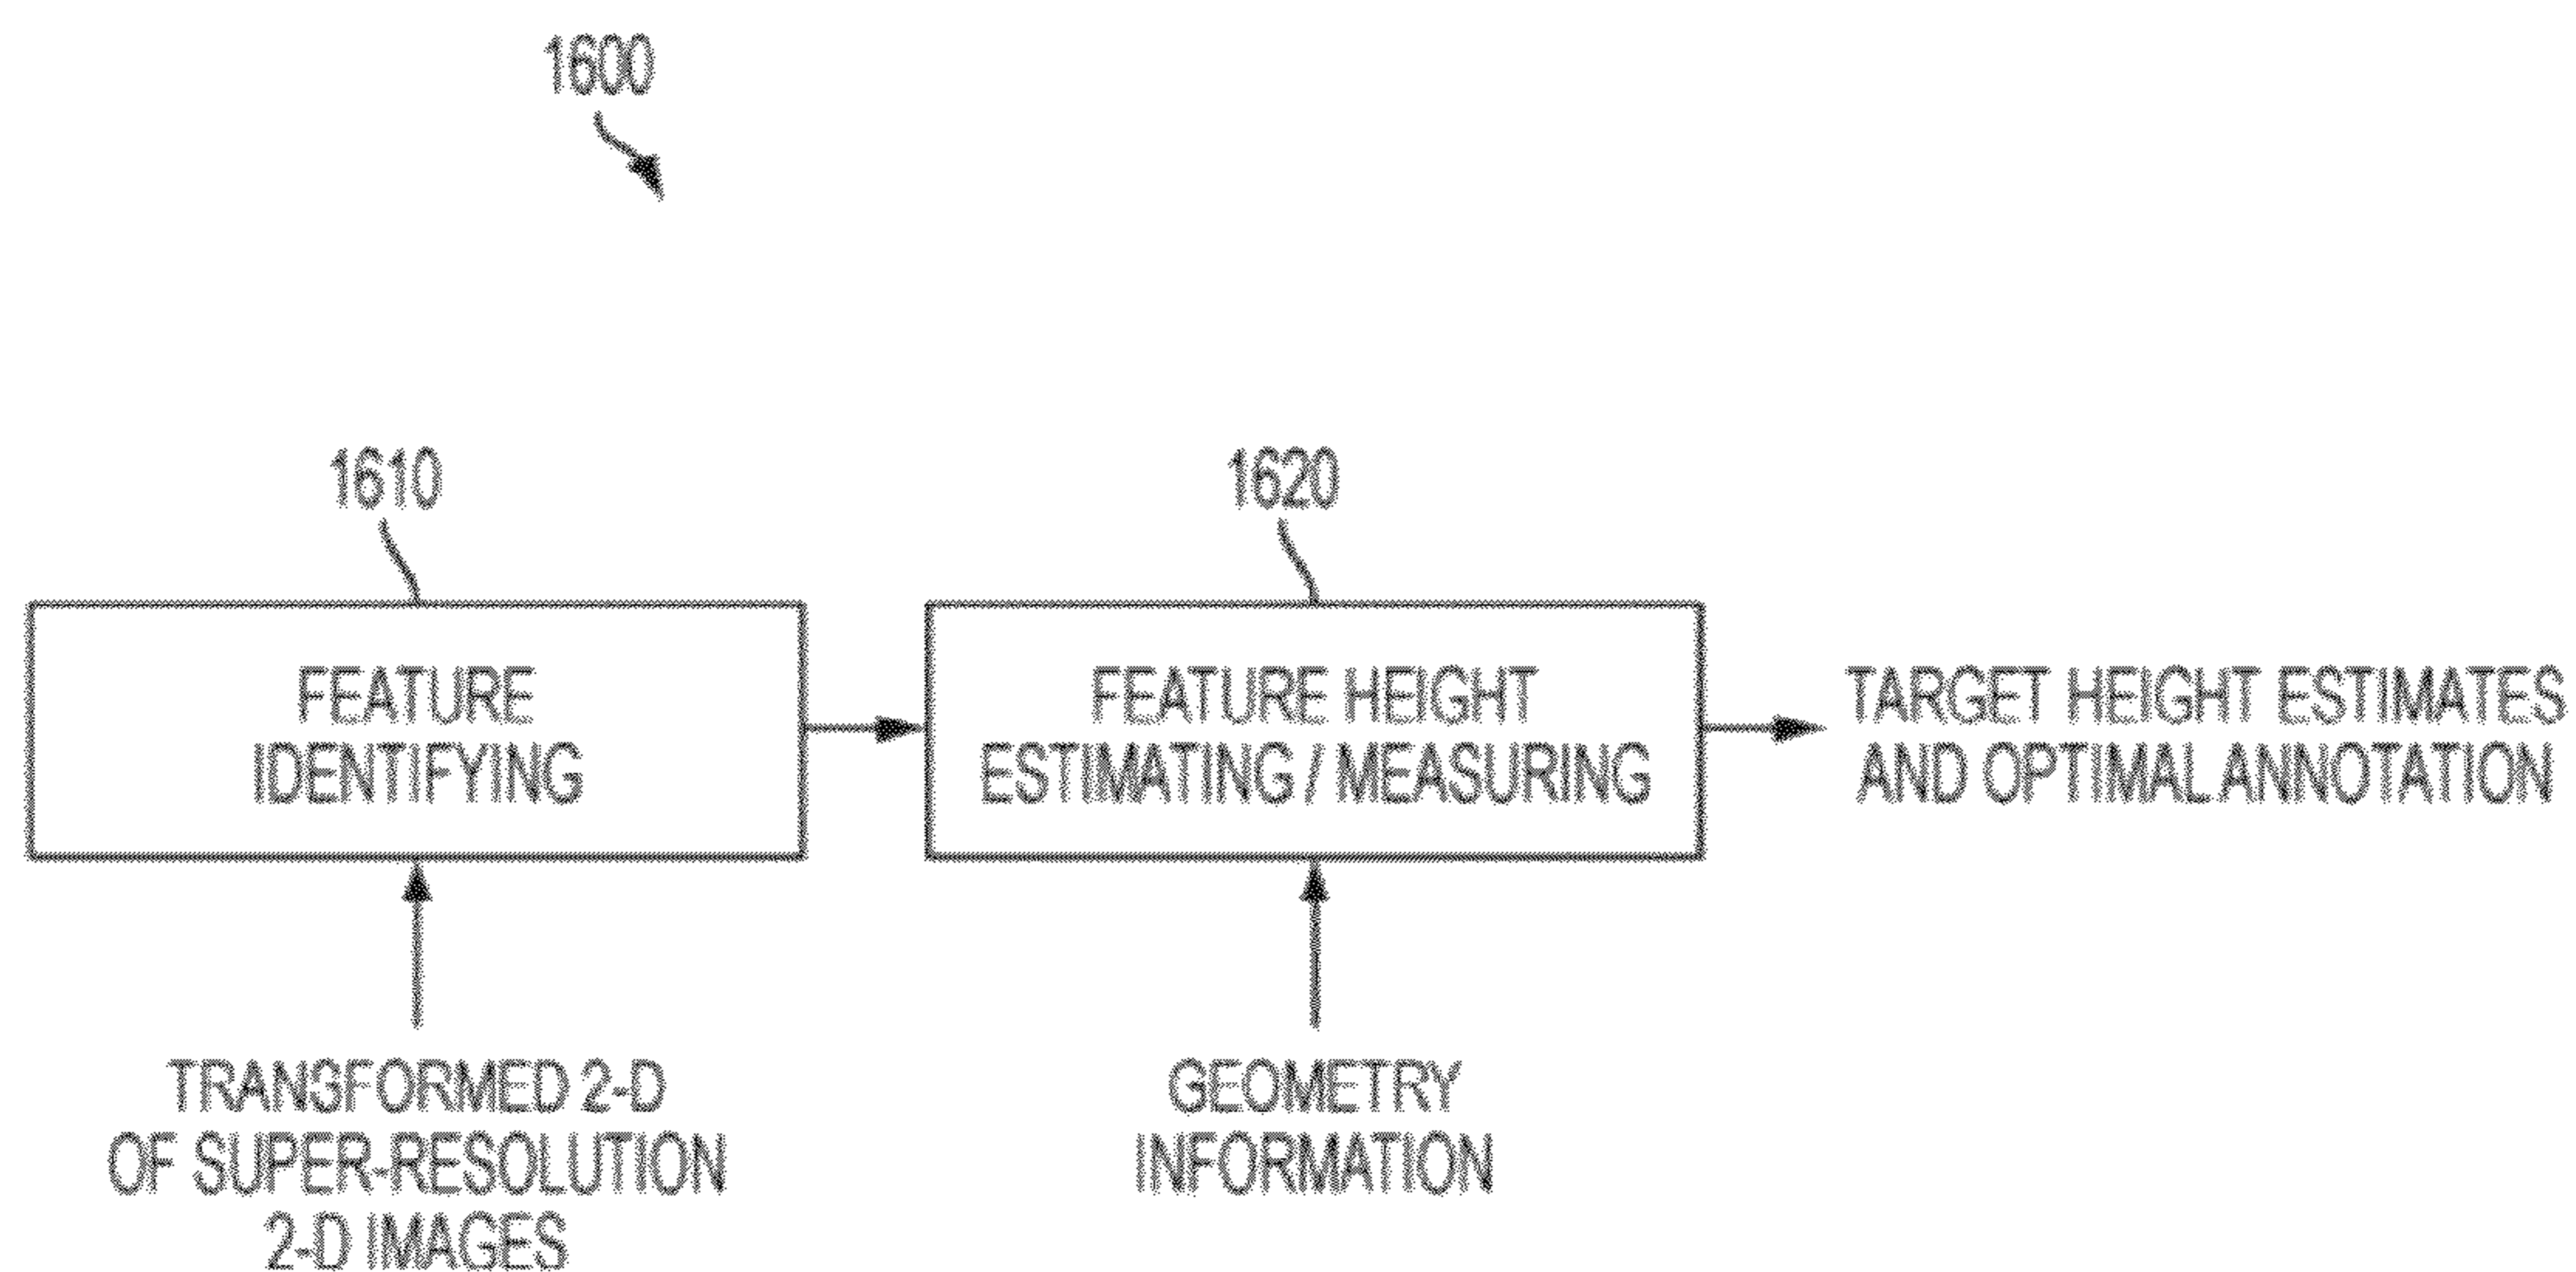 1600
1610
1620
FEATURE
IDENTIFYING
FEATURE HEIGHT
ESTIMATING / MEASURING
TARGET HEIGHT ESTIMATES
AND OPTIMAL ANNOTATION
TRANSFORMED 2-D
OF SUPER-RESOLUTION
2-D IMAGES
GEOMETRY
INFORMATION